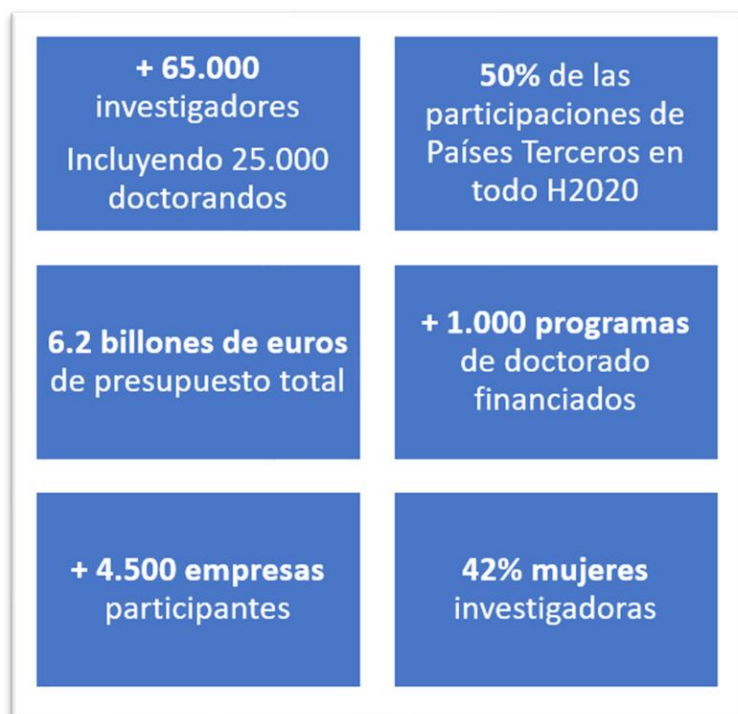 + 65.000
investigadores
Incluyendo 25.000
doctorandos
50% de las
participaciones de
Países Terceros en
todo H2020
6.2 billones de euros
de presupuesto total
+ 1.000 programas
de doctorado
financiados
+ 4.500 empresas
participantes
42% mujeres
investigadoras